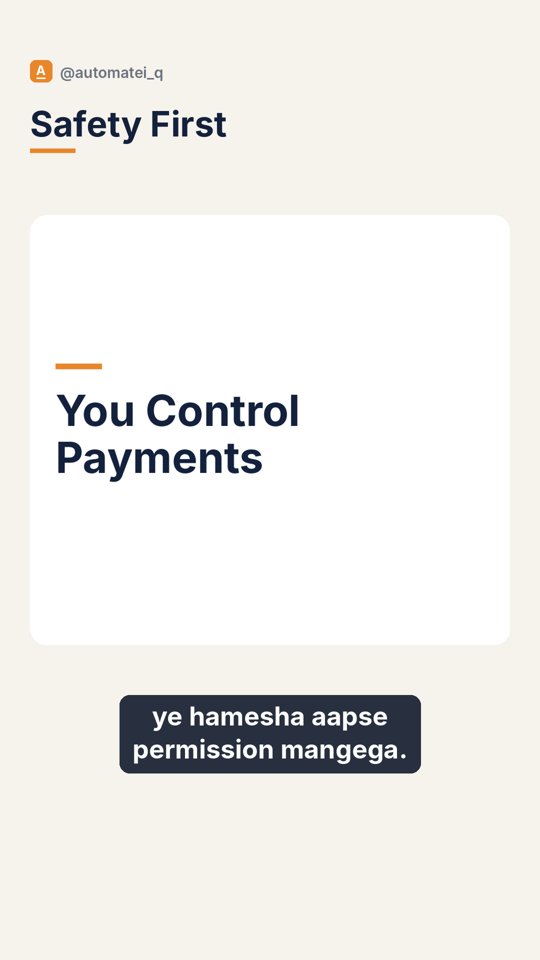 A
@automatei_q
Safety First
You Control
Payments
ye hamesha aapse
permission mangega.